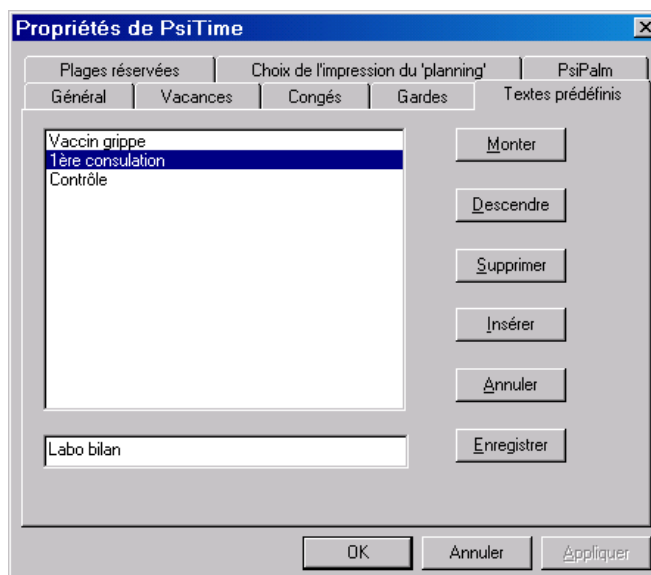 Propriétés de PsiTime
Plages réservées
Choix de l'impression du 'planning'
PsiPalm
Général
Vacances
Congés
Gardes
Textes prédéfinis
Vaccin grippe
1ère consulation
Contrôle
Monter
Descendre
Supprimer
Insérer
Annuler
Labo bilan
Enregistrer
OK
Annuler
Appliquer